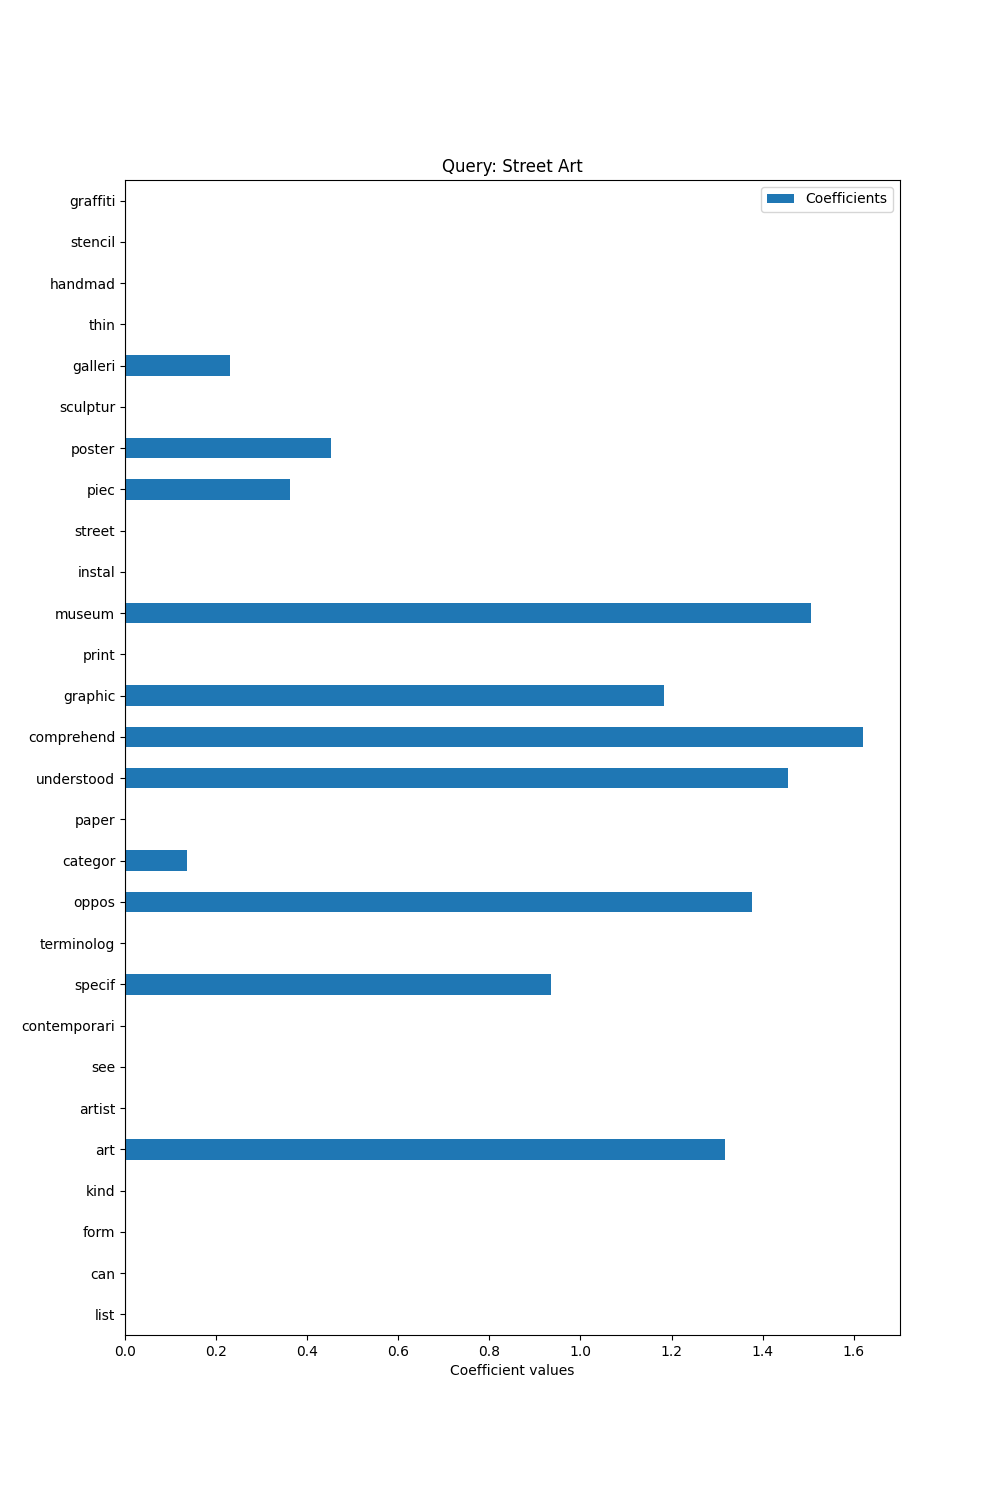 Query: Street Art
Coefficients
graffiti
stencil
handmad
thin
galleri
sculptur
poster
piec
street
instal
museum
print
graphic
comprehend
understood
paper
categor
oppos
terminolog
specif
contemporari
see
artist
art
kind
form
can
list
0.0 0.2 0.4 0.6 0.8 1.0 1.2 1.4 1.6
Coefficient values